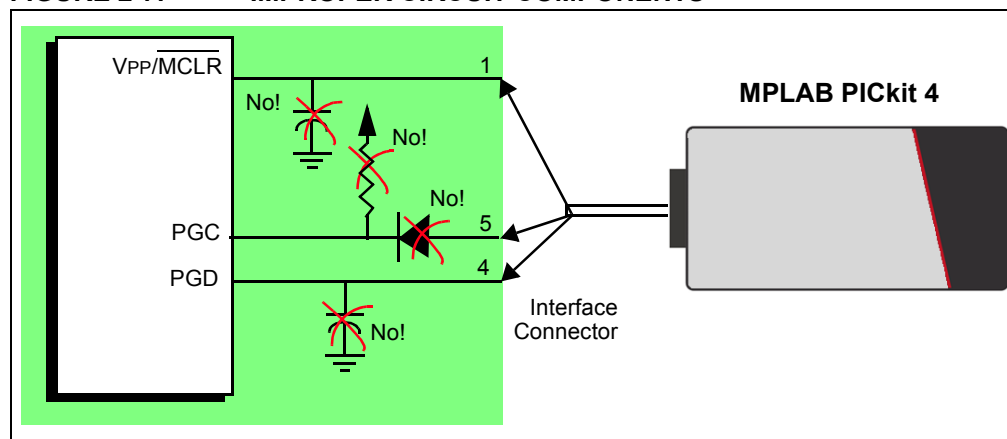 VPP/MCLR
1
No!
No!
MPLAB PICkit 4
No!
PGC
5
PGD
4
No!
Interface
Connector